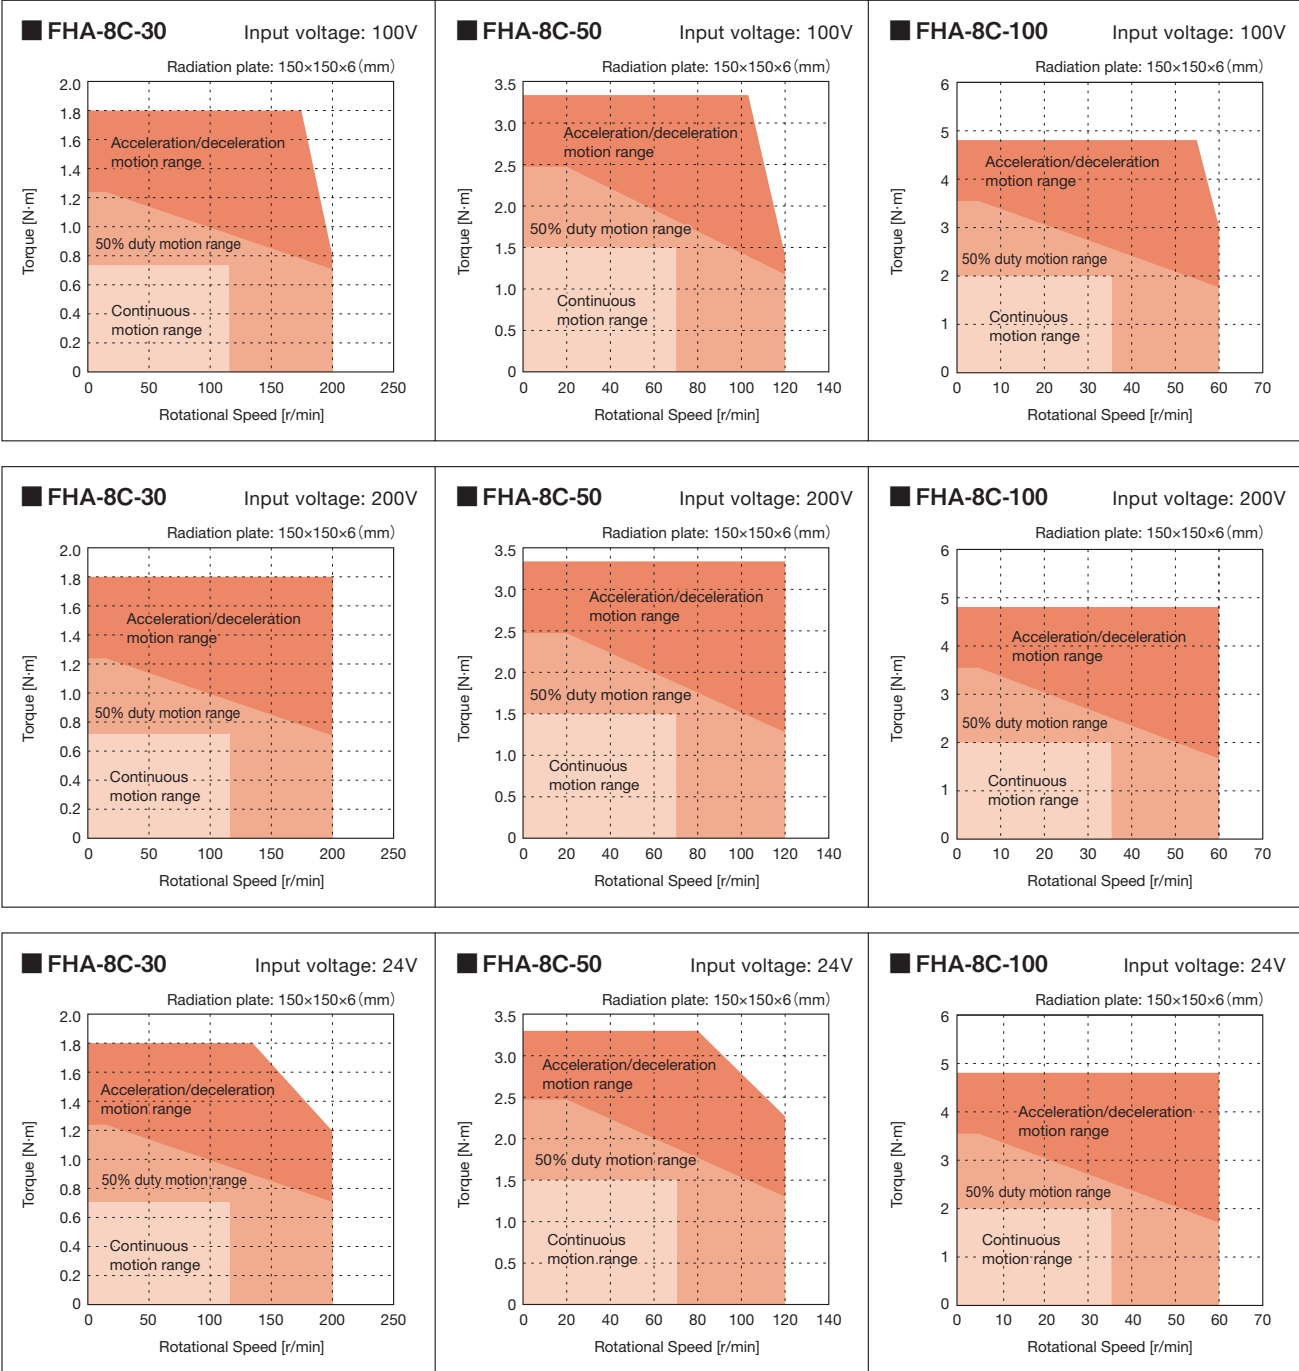 ■ FHA-8C-30 Input voltage: 100V
Radiation plate: 150×150×6(mm)
2.0
1.8
1.6
1.4
1.2
1.0
0.8
0.6
0.4
0.2
0
Torque [N·m]
Acceleration/deceleration
motion range
50% duty motion range
Continuous
motion range
0 50 100 150 200 250
Rotational Speed [r/min]
■ FHA-8C-50 Input voltage: 100V
Radiation plate: 150×150×6(mm)
3.5
3.0
2.5
2.0
1.5
1.0
0.5
0
Torque [N·m]
Acceleration/deceleration
motion range
50% duty motion range
Continuous
motion range
0 20 40 60 80 100 120 140
Rotational Speed [r/min]
■ FHA-8C-100 Input voltage: 100V
Radiation plate: 150×150×6(mm)
6
5
4
3
2
1
0
Torque [N·m]
Acceleration/deceleration
motion range
50% duty motion range
Continuous
motion range
0 10 20 30 40 50 60 70
Rotational Speed [r/min]
■ FHA-8C-30 Input voltage: 200V
Radiation plate: 150×150×6(mm)
2.0
1.8
1.6
1.4
1.2
1.0
0.8
0.6
0.4
0.2
0
Torque [N·m]
Acceleration/deceleration
motion range
50% duty motion range
Continuous
motion range
0 50 100 150 200 250
Rotational Speed [r/min]
■ FHA-8C-50 Input voltage: 200V
Radiation plate: 150×150×6(mm)
3.5
3.0
2.5
2.0
1.5
1.0
0.5
0
Torque [N·m]
Acceleration/deceleration
motion range
50% duty motion range
Continuous
motion range
0 20 40 60 80 100 120 140
Rotational Speed [r/min]
■ FHA-8C-100 Input voltage: 200V
Radiation plate: 150×150×6(mm)
6
5
4
3
2
1
0
Torque [N·m]
Acceleration/deceleration
motion range
50% duty motion range
Continuous
motion range
0 10 20 30 40 50 60 70
Rotational Speed [r/min]
■ FHA-8C-30 Input voltage: 24V
Radiation plate: 150×150×6(mm)
2.0
1.8
1.6
1.4
1.2
1.0
0.8
0.6
0.4
0.2
0
Torque [N·m]
Acceleration/deceleration
motion range
50% duty motion range
Continuous
motion range
0 50 100 150 200 250
Rotational Speed [r/min]
■ FHA-8C-50 Input voltage: 24V
Radiation plate: 150×150×6(mm)
3.5
3.0
2.5
2.0
1.5
1.0
0.5
0
Torque [N·m]
Acceleration/deceleration
motion range
50% duty motion range
Continuous
motion range
0 20 40 60 80 100 120 140
Rotational Speed [r/min]
■ FHA-8C-100 Input voltage: 24V
Radiation plate: 150×150×6(mm)
6
5
4
3
2
1
0
Torque [N·m]
Acceleration/deceleration
motion range
50% duty motion range
Continuous
motion range
0 10 20 30 40 50 60 70
Rotational Speed [r/min]